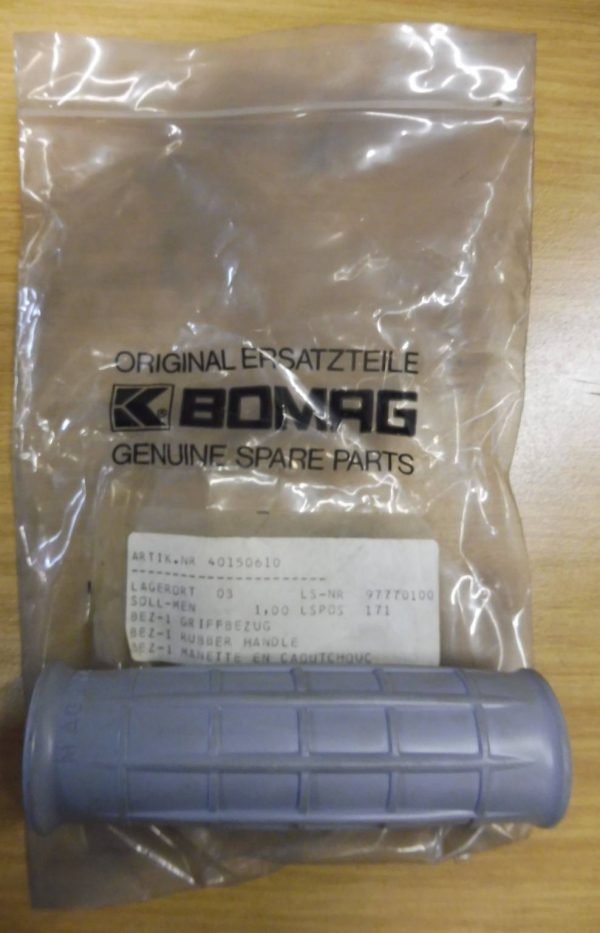 ORIGINAL ERSATZTEILE
K® BOMAG
GENUINE SPARE PARTS
ARTIK.NR 40150610
--------------------
LAGERORT 03 LS-NR 97770100
SOLL-MEN 1,00 LSPOS 171
BEZ-1 GRIFFBEZUG
BEZ-1 RUBBER HANDLE
BEZ-1 MANETTE EN CAOUTCHOUC
MAG